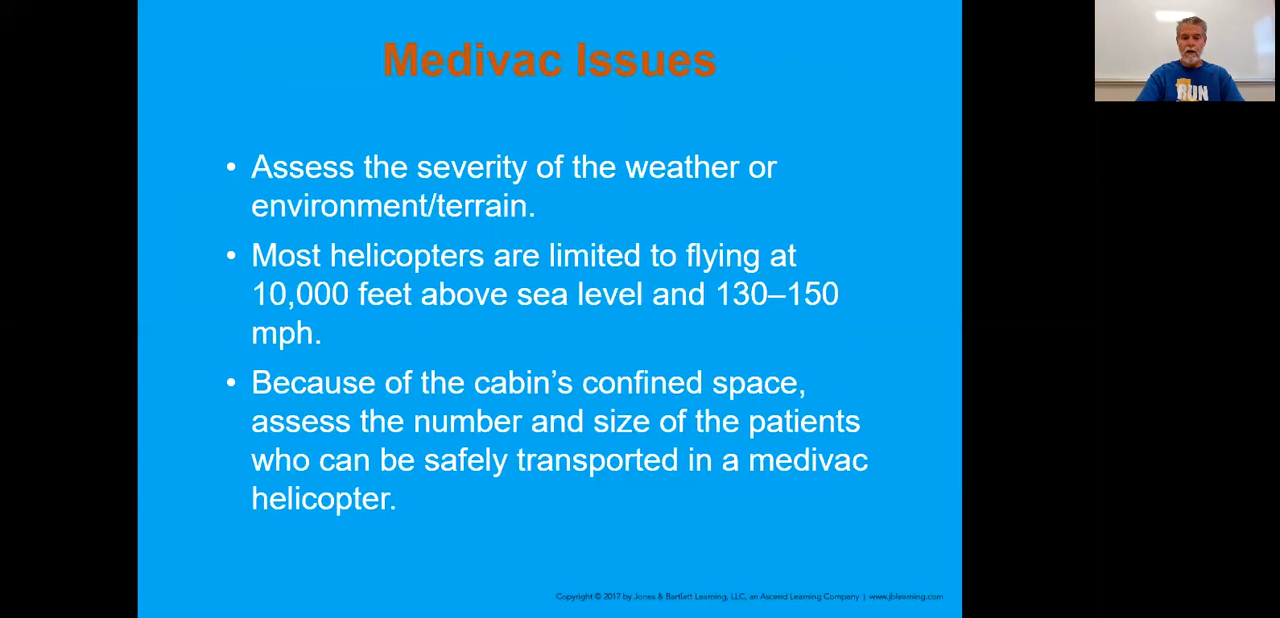 Medivac Issues
RUN
• Assess the severity of the weather or
environment/terrain.
• Most helicopters are limited to flying at
10,000 feet above sea level and 130–150
mph.
• Because of the cabin’s confined space,
assess the number and size of the patients
who can be safely transported in a medivac
helicopter.
Copyright © 2017 by Jones & Bartlett Learning, LLC, an Ascend Learning Company | www.jblearning.com